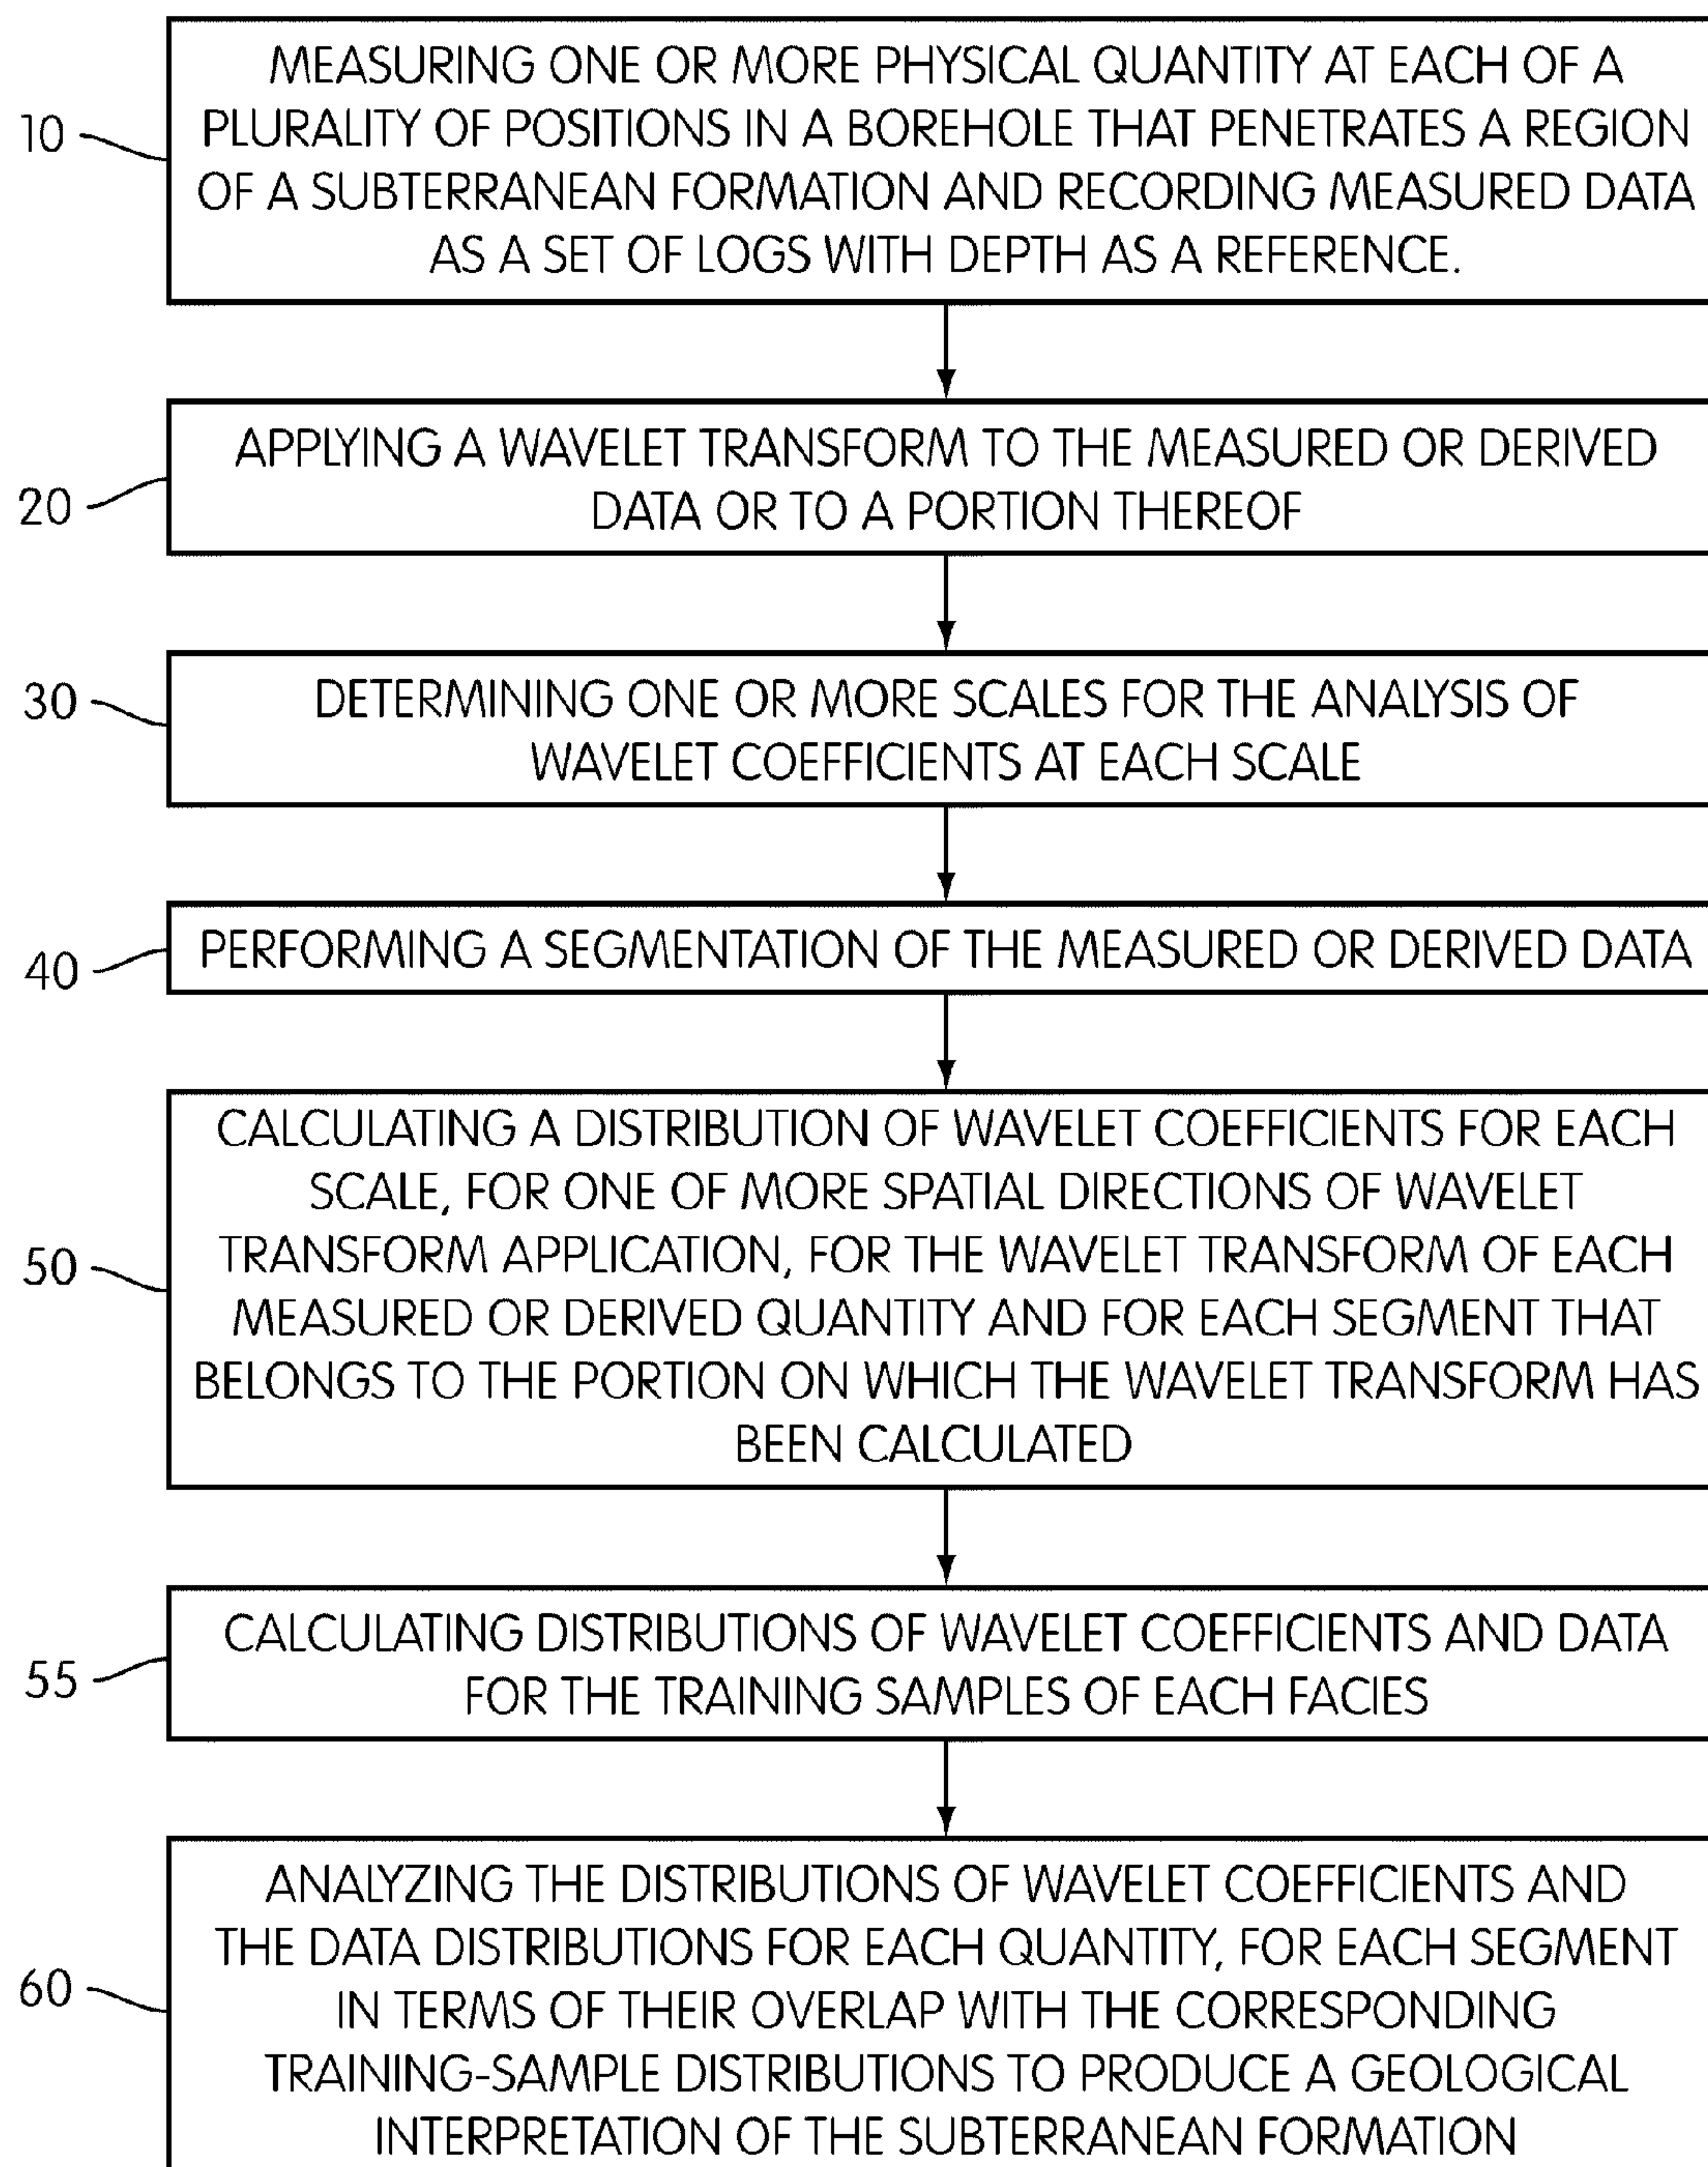 MEASURING ONE OR MORE PHYSICAL QUANTITY AT EACH OF A
PLURALITY OF POSITIONS IN A BOREHOLE THAT PENETRATES A REGION
OF A SUBTERRANEAN FORMATION AND RECORDING MEASURED DATA
AS A SET OF LOGS WITH DEPTH AS A REFERENCE.
10
APPLYING A WAVELET TRANSFORM TO THE MEASURED OR DERIVED
DATA OR TO A PORTION THEREOF
20
DETERMINING ONE OR MORE SCALES FOR THE ANALYSIS OF
WAVELET COEFFICIENTS AT EACH SCALE
30
PERFORMING A SEGMENTATION OF THE MEASURED OR DERIVED DATA
40
CALCULATING A DISTRIBUTION OF WAVELET COEFFICIENTS FOR EACH
SCALE, FOR ONE OF MORE SPATIAL DIRECTIONS OF WAVELET
TRANSFORM APPLICATION, FOR THE WAVELET TRANSFORM OF EACH
MEASURED OR DERIVED QUANTITY AND FOR EACH SEGMENT THAT
BELONGS TO THE PORTION ON WHICH THE WAVELET TRANSFORM HAS
BEEN CALCULATED
50
CALCULATING DISTRIBUTIONS OF WAVELET COEFFICIENTS AND DATA
FOR THE TRAINING SAMPLES OF EACH FACIES
55
ANALYZING THE DISTRIBUTIONS OF WAVELET COEFFICIENTS AND
THE DATA DISTRIBUTIONS FOR EACH QUANTITY, FOR EACH SEGMENT
IN TERMS OF THEIR OVERLAP WITH THE CORRESPONDING
TRAINING-SAMPLE DISTRIBUTIONS TO PRODUCE A GEOLOGICAL
INTERPRETATION OF THE SUBTERRANEAN FORMATION
60